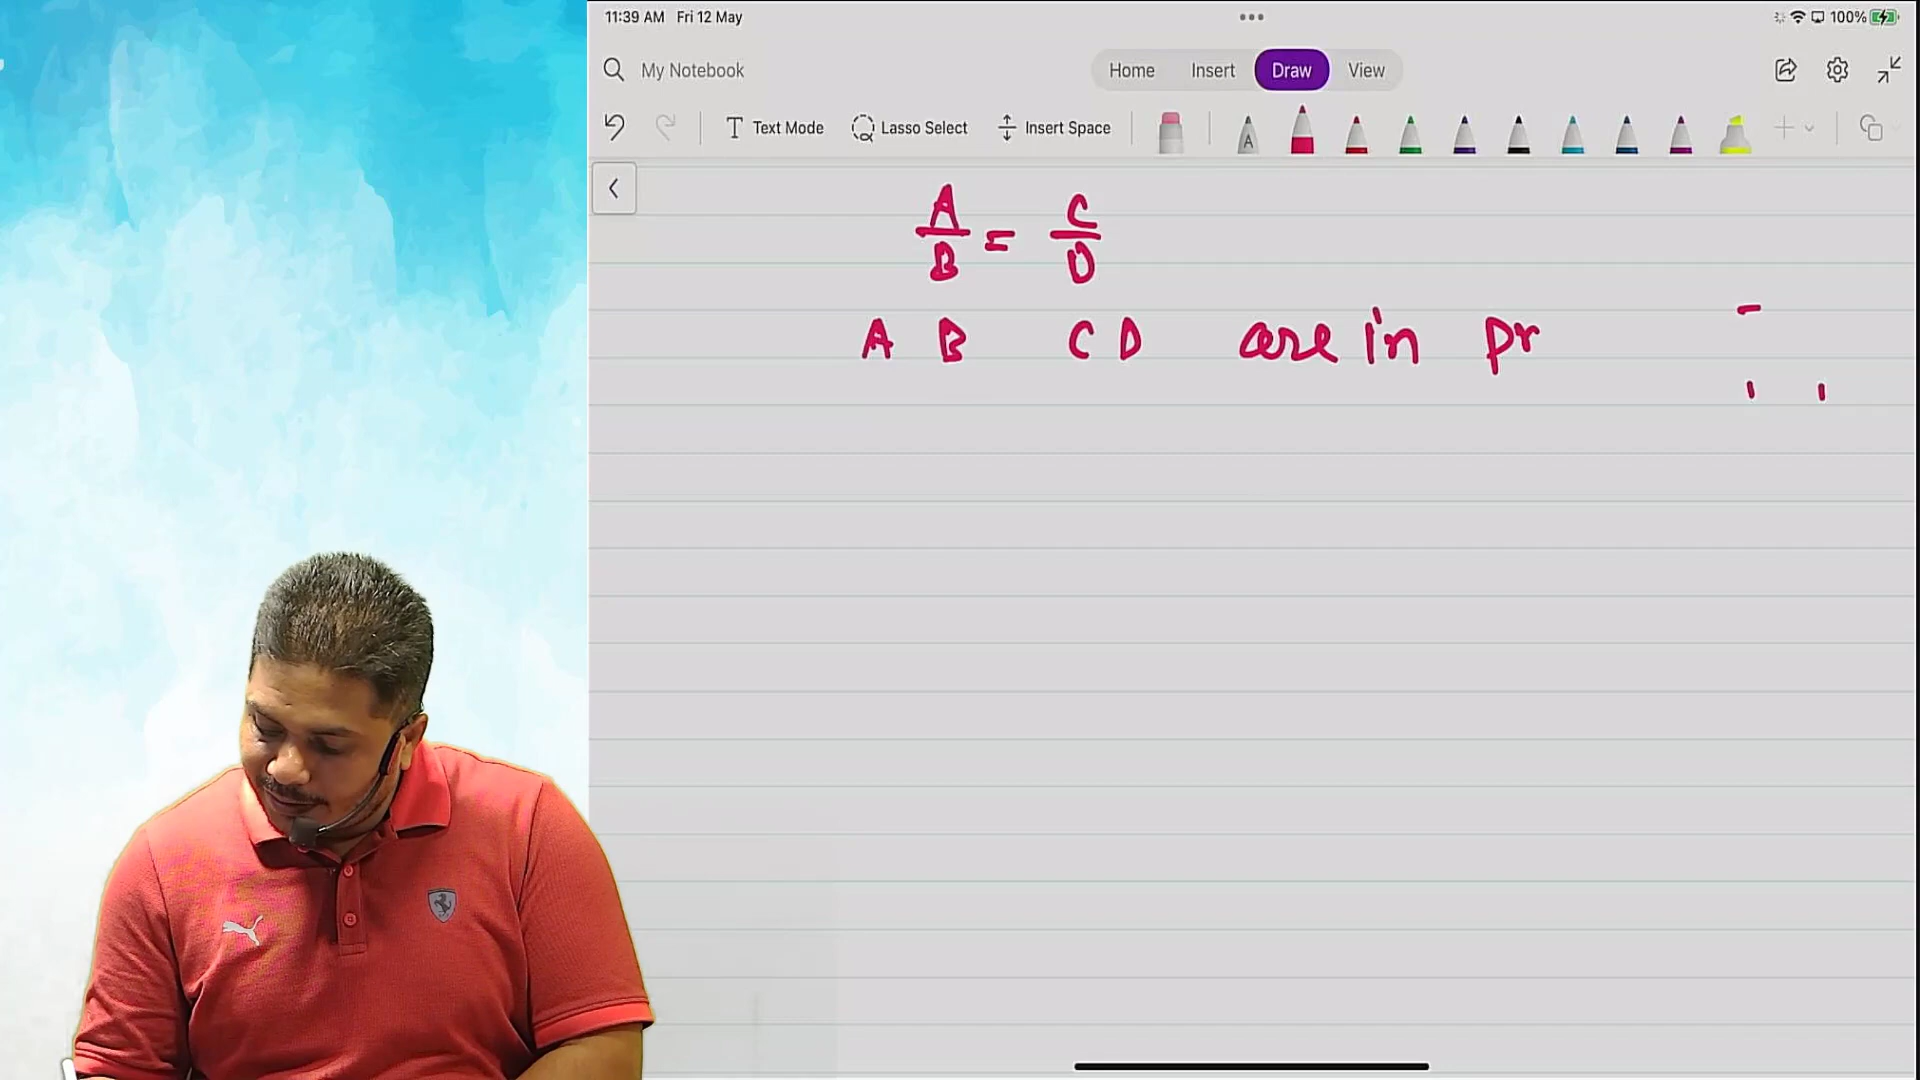 11:39 AM Fri 12 May 100%
My Notebook Home Insert Draw View
Text Mode Lasso Select Insert Space A
A/B = C/D
A B C D are in pr